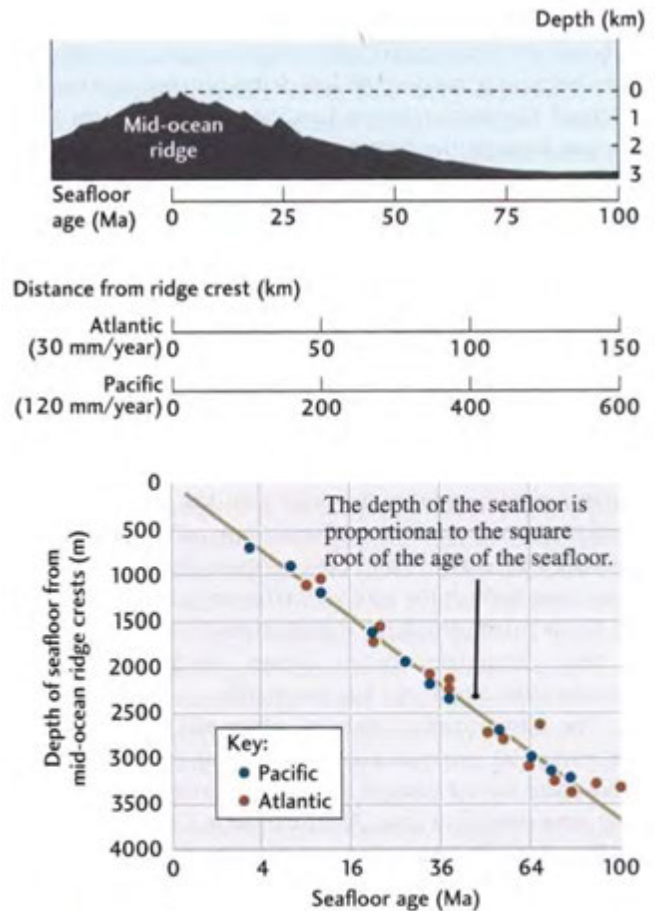 Depth (km)
0
1
2
3
Mid-ocean
ridge
Seafloor
age (Ma)
0 25 50 75 100
Distance from ridge crest (km)
Atlantic
(30 mm/year) 0 50 100 150
Pacific
(120 mm/year) 0 200 400 600
Depth of seafloor from
mid-ocean ridge crests (m)
0
500
1000
1500
2000
2500
3000
3500
4000
The depth of the seafloor is
proportional to the square
root of the age of the seafloor.
Key:
Pacific
Atlantic
0 4 16 36 64 100
Seafloor age (Ma)